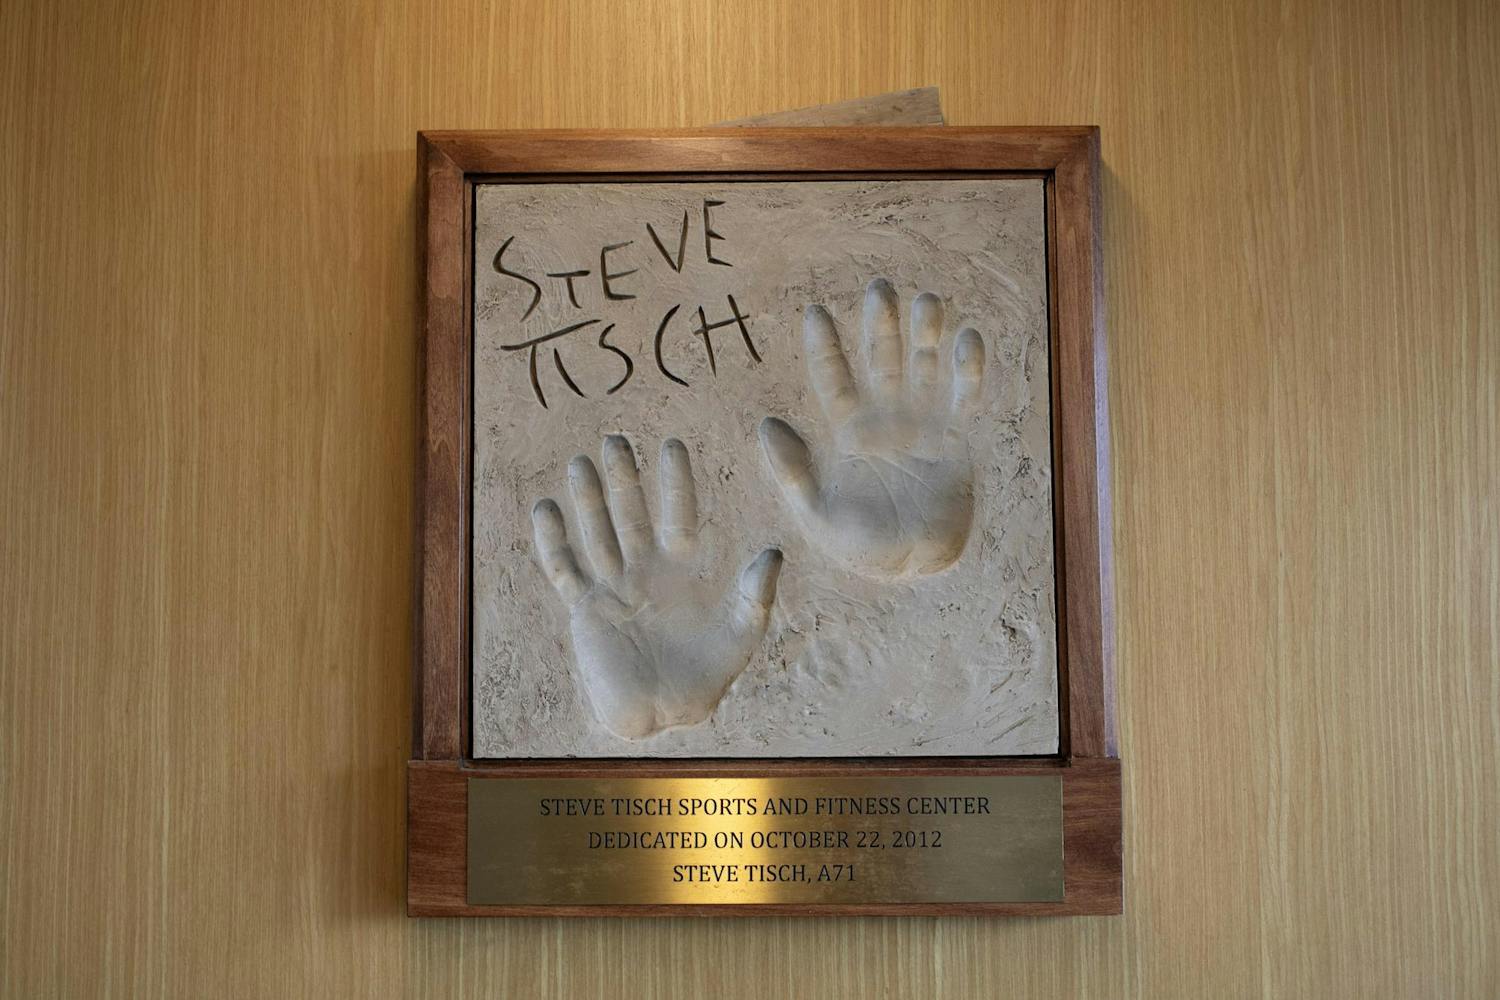 STEVE
TISCH
STEVE TISCH SPORTS AND FITNESS CENTER
DEDICATED ON OCTOBER 22, 2012
STEVE TISCH, A71